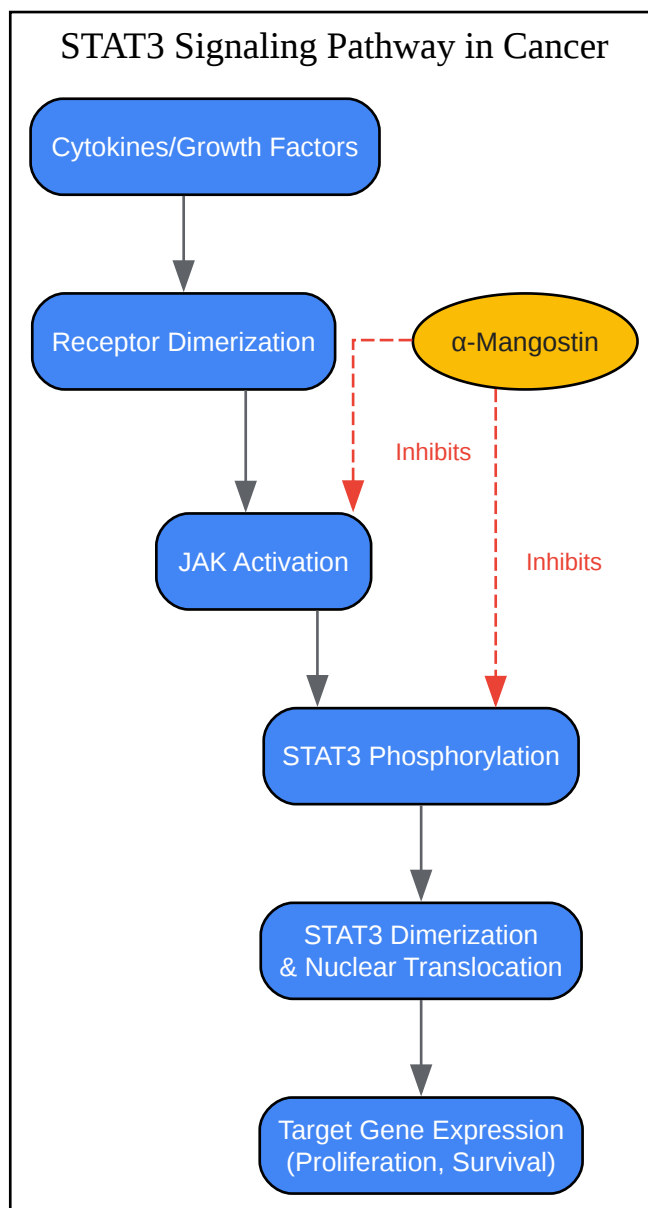 STAT3 Signaling Pathway in Cancer
Cytokines/Growth Factors
Receptor Dimerization
α-Mangostin
Inhibits
JAK Activation
Inhibits
STAT3 Phosphorylation
STAT3 Dimerization
& Nuclear Translocation
Target Gene Expression
(Proliferation, Survival)